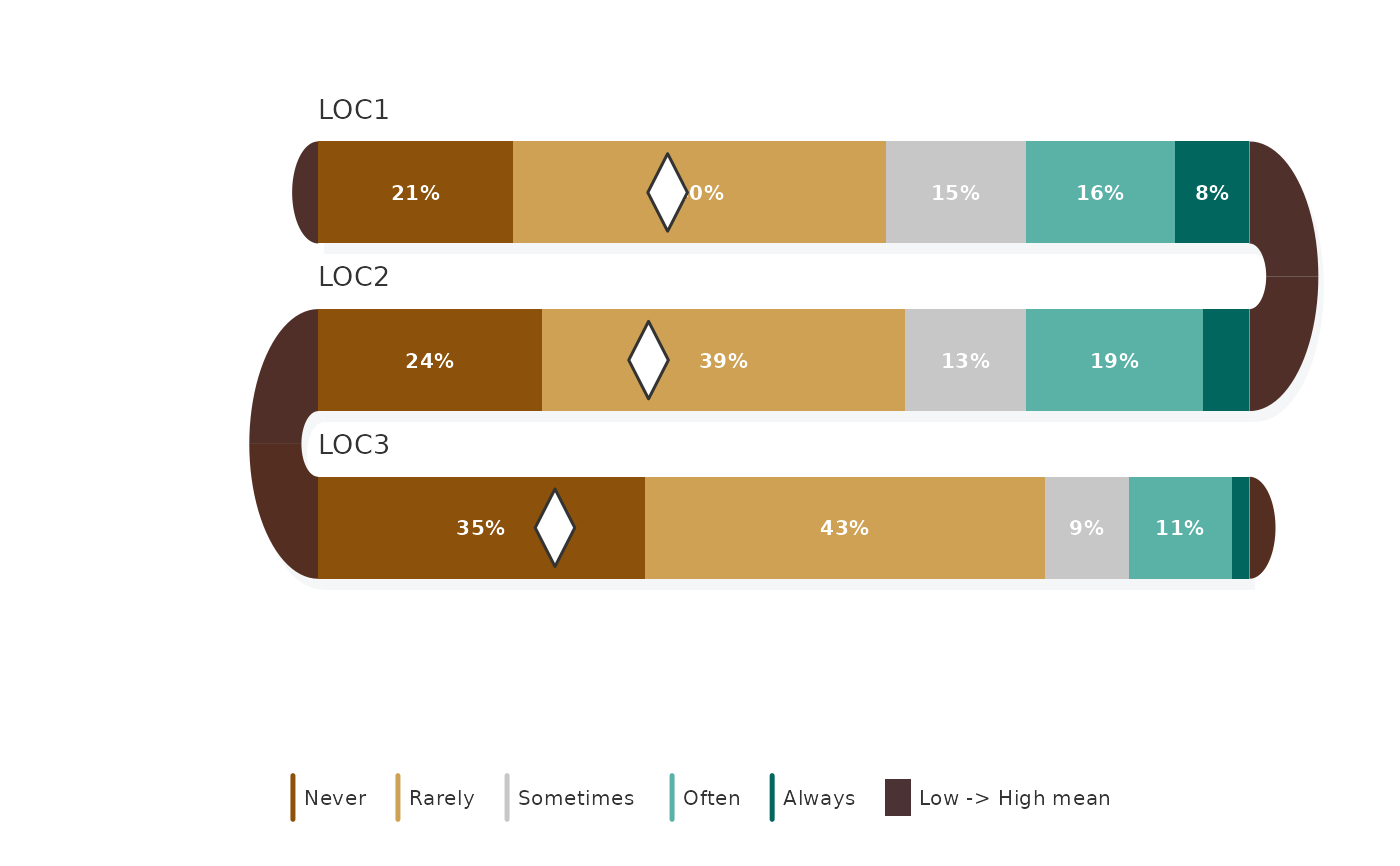 LOC1
21% 0% 15% 16% 8%
LOC2
24% 39% 13% 19%
LOC3
35% 43% 9% 11%
Never Rarely Sometimes Often Always Low -> High mean